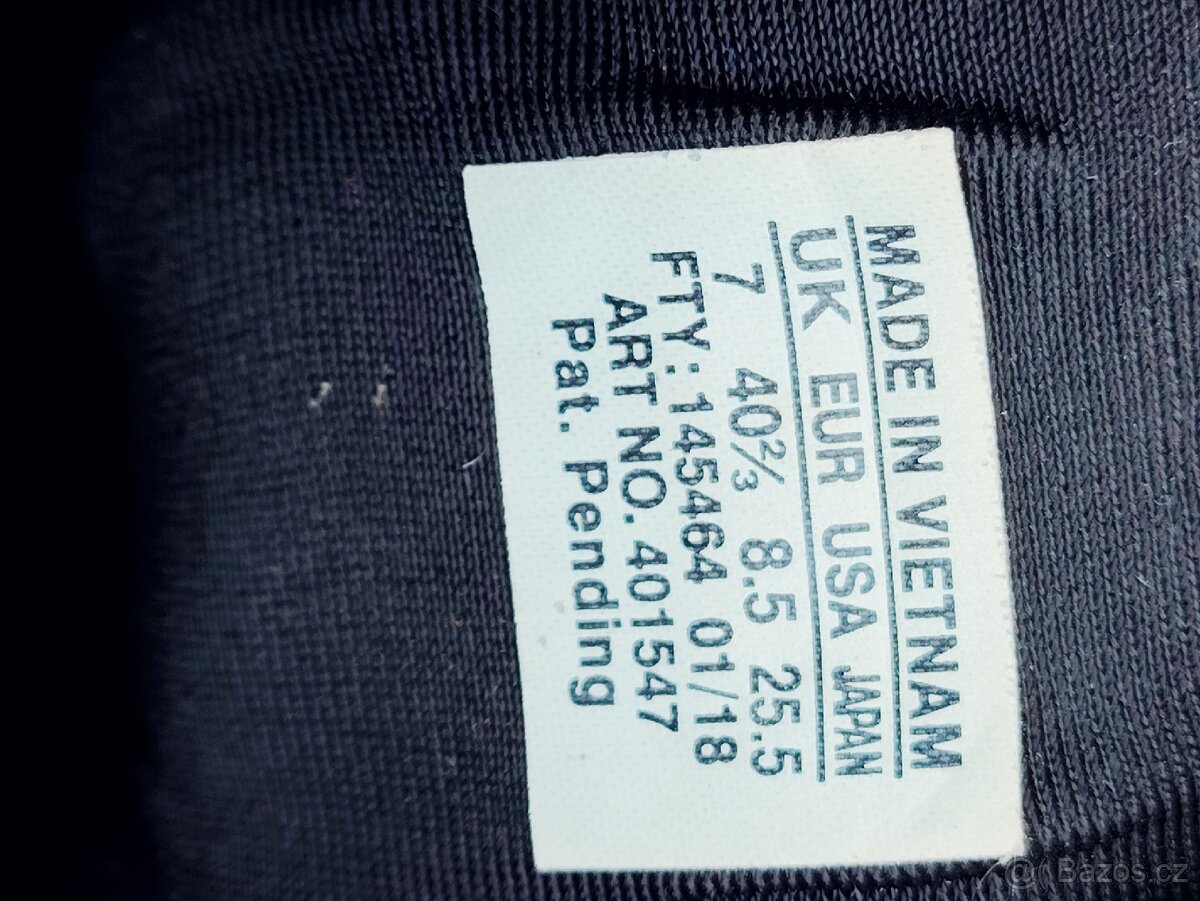 MADE IN VIETNAM
UK EUR USA JAPAN
7 40⅔ 8.5 25.5
FTY:145464 01/18
ART NO.401547
Pat. Pending
@( Bazos.cz